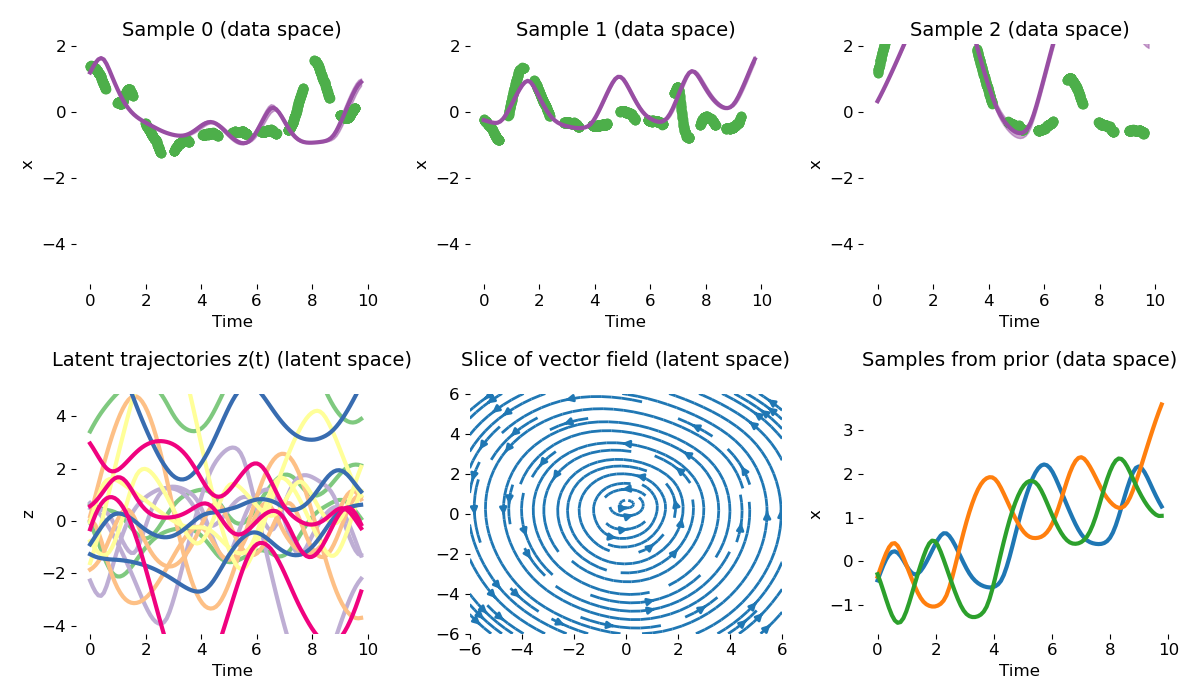 Sample 0 (data space)
Sample 1 (data space)
Sample 2 (data space)
2
0
−2
−4
x
0 2 4 6 8 10
Time
2
0
−2
−4
x
0 2 4 6 8 10
Time
2
0
−2
−4
x
0 2 4 6 8 10
Time
Latent trajectories z(t) (latent space)
Slice of vector field (latent space)
Samples from prior (data space)
4
2
0
−2
−4
z
0 2 4 6 8 10
Time
6
4
2
0
−2
−4
−6
−6 −4 −2 0 2 4 6
3
2
1
0
−1
x
0 2 4 6 8 10
Time